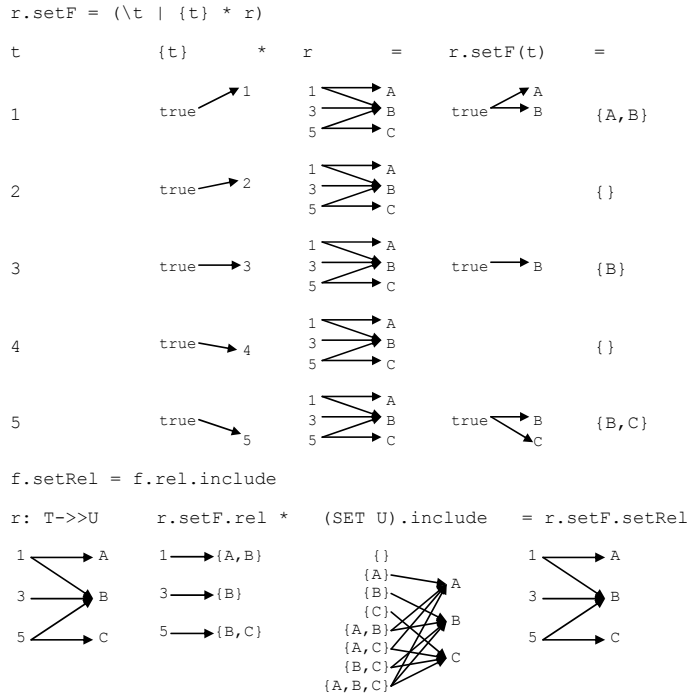 r.setF = (\t | {t} * r)
t {t} * r = r.setF(t) =
1 true 1 1 A true A {A,B}
3 B B
5 C
2 true 2 1 A { }
3 B
5 C
3 true 3 1 A true B {B}
3 B
5 C
4 true 4 1 A { }
3 B
5 C
5 true 5 1 A true B {B,C}
3 B C
5 C
f.setRel = f.rel.include
r: T->>U r.setF.rel * (SET U).include = r.setF.setRel
1 A 1 {A,B} {} 1 A
{A} A
3 B 3 {B} {B} 3 B
{C} B
5 C 5 {B,C} {A,B} 5 C
{A,C} C
{B,C}
{A,B,C}